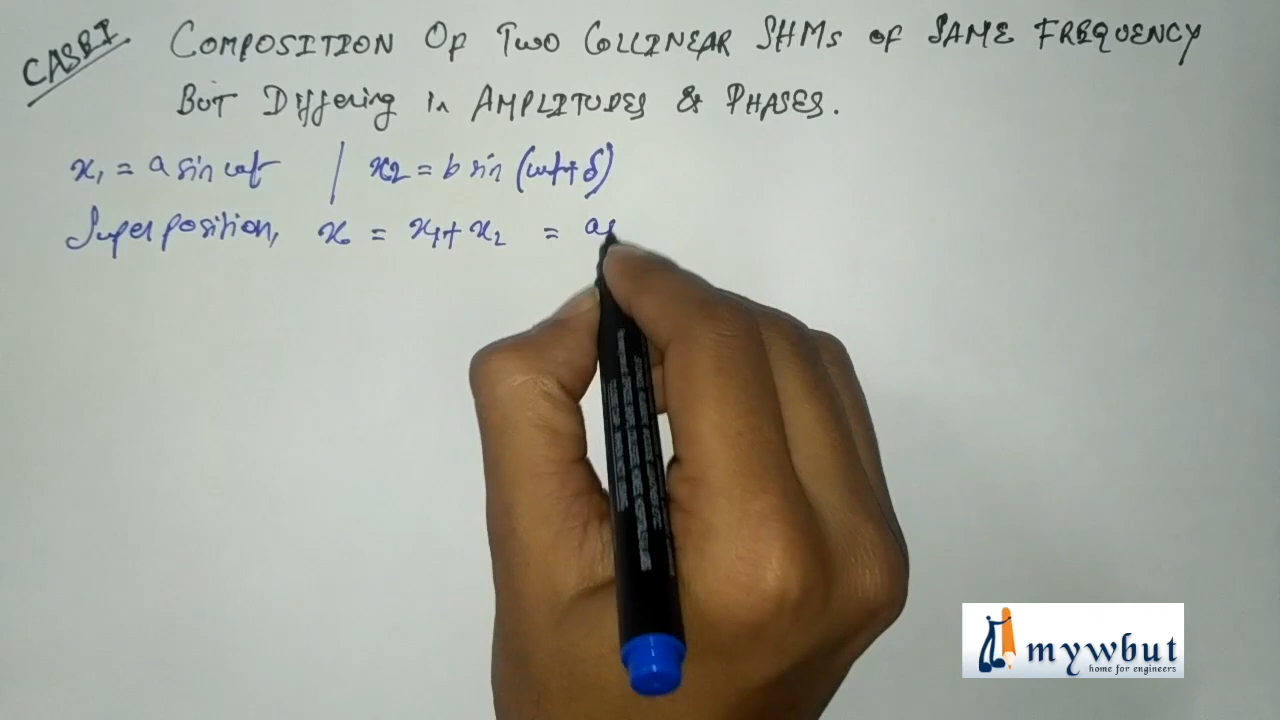 CASE I. COMPOSITION OF TWO COLLINEAR SHMs OF SAME FREQUENCY
BUT Differing in AMPLITUDES & PHASES.
x₁ = a sin ωt | x₂ = b sin (ωt + δ)
Superposition, x = x₁ + x₂ = as
mywbut
home for engineers